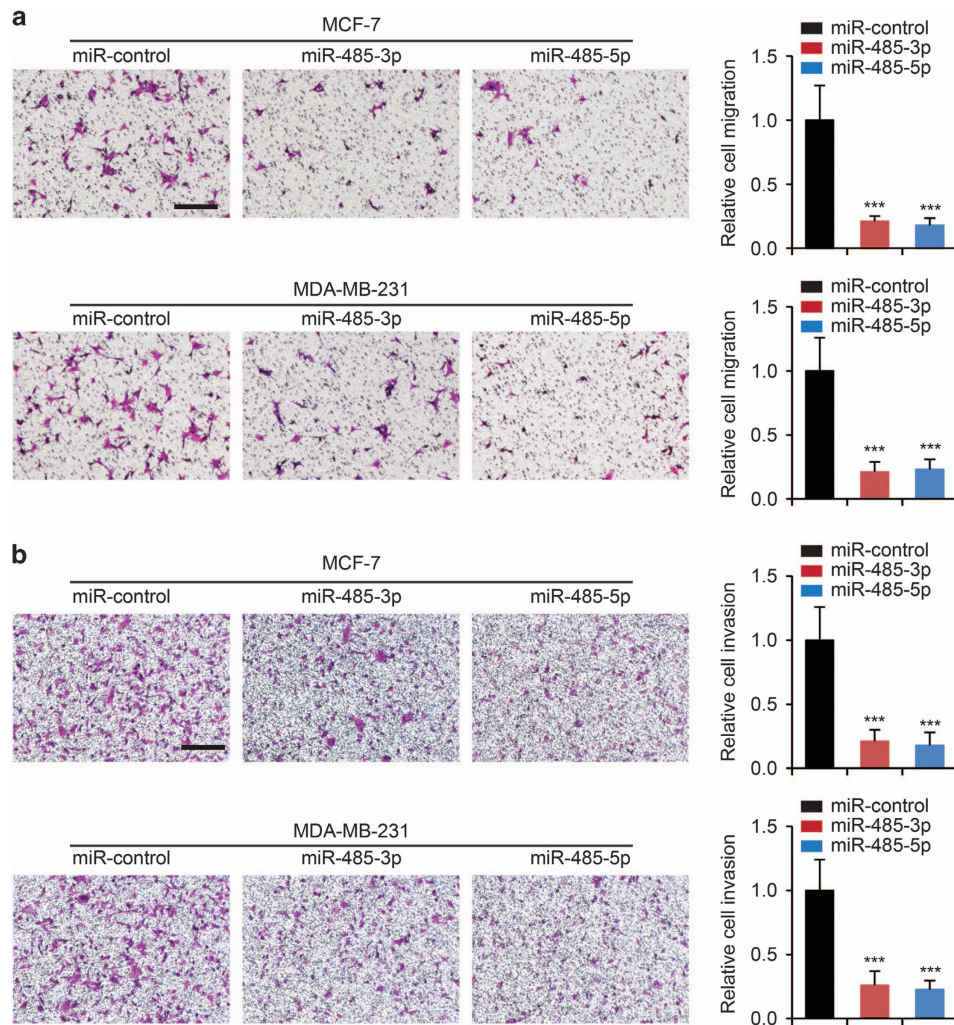 a
MCF-7
miR-control miR-485-3p miR-485-5p
miR-control
miR-485-3p
miR-485-5p
Relative cell migration
1.5
1.0
0.5
0.0
***
***
MDA-MB-231
miR-control miR-485-3p miR-485-5p
miR-control
miR-485-3p
miR-485-5p
Relative cell migration
1.5
1.0
0.5
0.0
***
***
b
MCF-7
miR-control miR-485-3p miR-485-5p
miR-control
miR-485-3p
miR-485-5p
Relative cell invasion
1.5
1.0
0.5
0.0
***
***
MDA-MB-231
miR-control miR-485-3p miR-485-5p
miR-control
miR-485-3p
miR-485-5p
Relative cell invasion
1.5
1.0
0.5
0.0
***
***